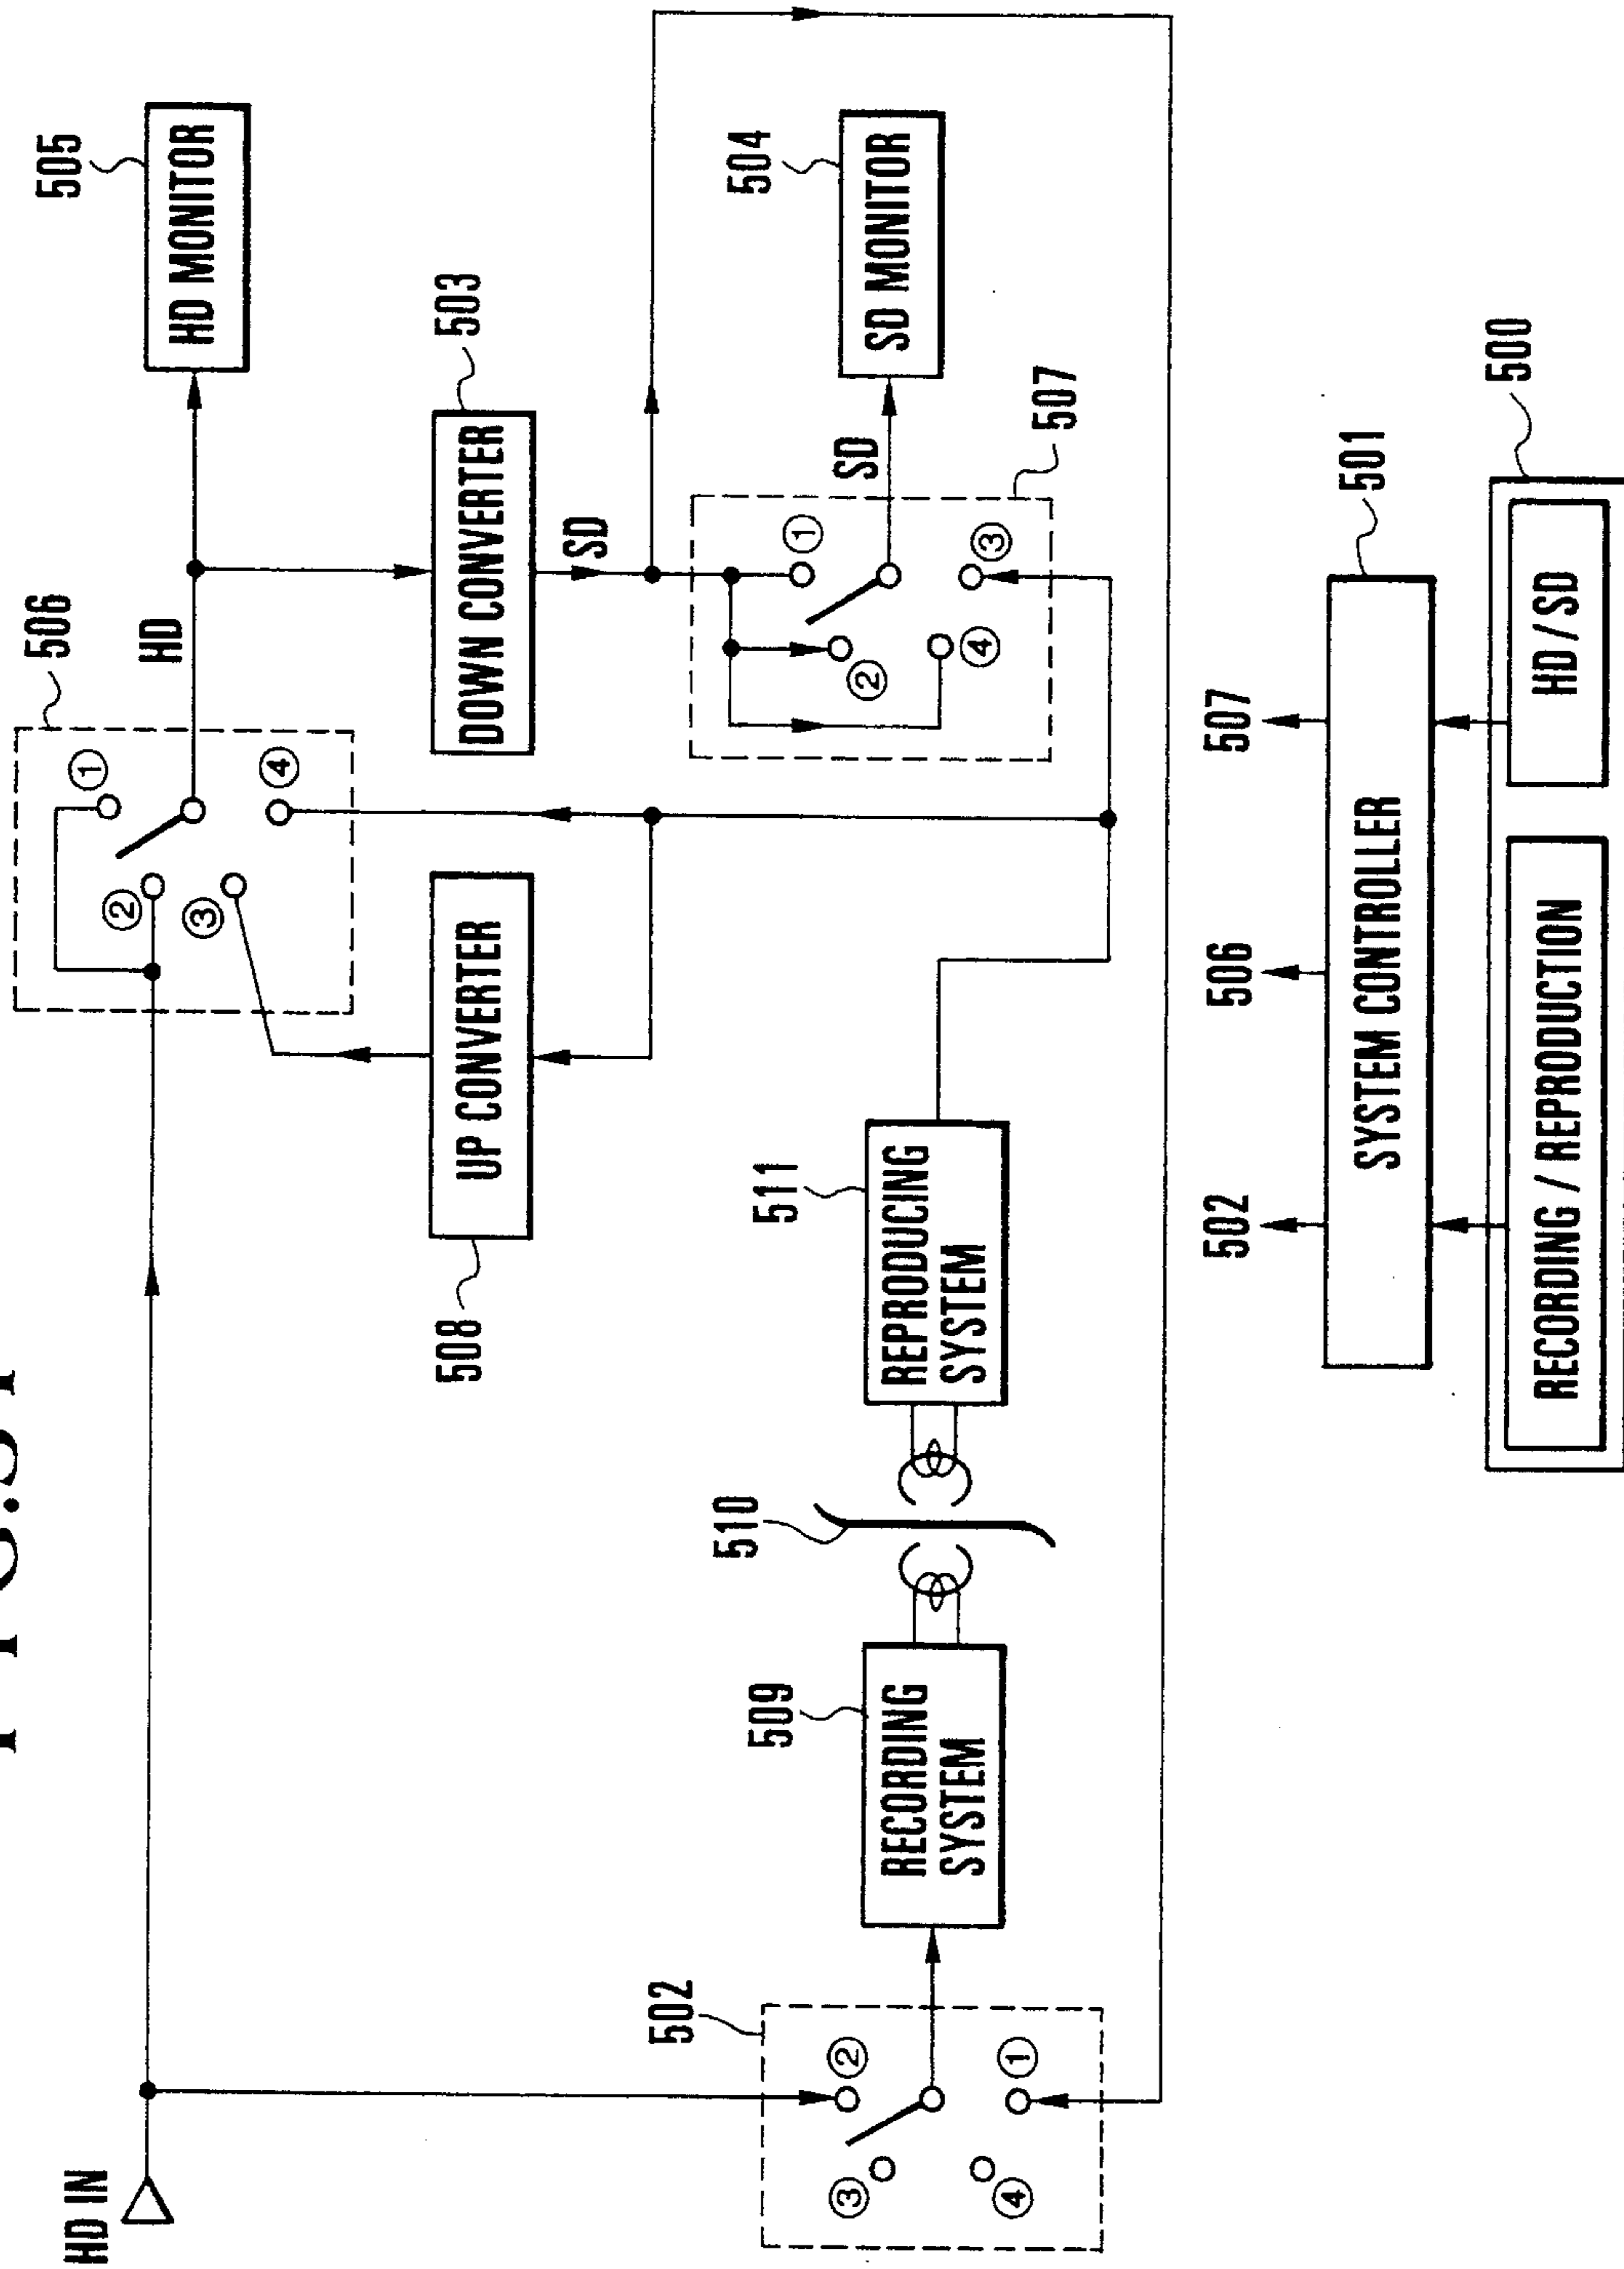 HD IN
506
HD
505
HD MONITOR
①
②
③
④
503
DOWN CONVERTER
SD
508
UP CONVERTER
507
①
②
③
④
SD
504
SD MONITOR
502
②
③
④
①
509
RECORDING
SYSTEM
510
511
REPRODUCING
SYSTEM
502
506
507
501
SYSTEM CONTROLLER
500
RECORDING / REPRODUCTION
HD / SD